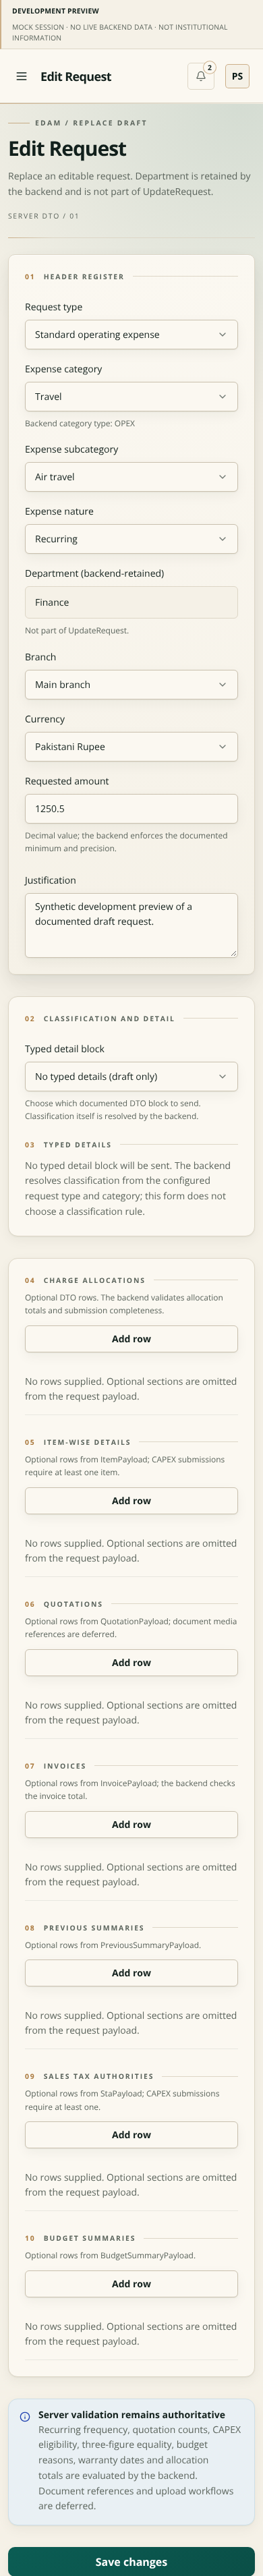 DEVELOPMENT PREVIEW
MOCK SESSION · NO LIVE BACKEND DATA · NOT INSTITUTIONAL
INFORMATION
Edit Request
2
PS
EDAM / REPLACE DRAFT
Edit Request
Replace an editable request. Department is retained by
the backend and is not part of UpdateRequest.
SERVER DTO / 01
01 HEADER REGISTER
Request type
Standard operating expense
Expense category
Travel
Backend category type: OPEX
Expense subcategory
Air travel
Expense nature
Recurring
Department (backend-retained)
Finance
Not part of UpdateRequest.
Branch
Main branch
Currency
Pakistani Rupee
Requested amount
1250.5
Decimal value; the backend enforces the documented
minimum and precision.
Justification
Synthetic development preview of a
documented draft request.
02 CLASSIFICATION AND DETAIL
Typed detail block
No typed details (draft only)
Choose which documented DTO block to send.
Classification itself is resolved by the backend.
03 TYPED DETAILS
No typed detail block will be sent. The backend
resolves classification from the configured
request type and category; this form does not
choose a classification rule.
04 CHARGE ALLOCATIONS
Optional DTO rows. The backend validates allocation
totals and submission completeness.
Add row
No rows supplied. Optional sections are omitted
from the request payload.
05 ITEM-WISE DETAILS
Optional rows from ItemPayload; CAPEX submissions
require at least one item.
Add row
No rows supplied. Optional sections are omitted
from the request payload.
06 QUOTATIONS
Optional rows from QuotationPayload; document media
references are deferred.
Add row
No rows supplied. Optional sections are omitted
from the request payload.
07 INVOICES
Optional rows from InvoicePayload; the backend checks
the invoice total.
Add row
No rows supplied. Optional sections are omitted
from the request payload.
08 PREVIOUS SUMMARIES
Optional rows from PreviousSummaryPayload.
Add row
No rows supplied. Optional sections are omitted
from the request payload.
09 SALES TAX AUTHORITIES
Optional rows from StaPayload; CAPEX submissions
require at least one.
Add row
No rows supplied. Optional sections are omitted
from the request payload.
10 BUDGET SUMMARIES
Optional rows from BudgetSummaryPayload.
Add row
No rows supplied. Optional sections are omitted
from the request payload.
Server validation remains authoritative
Recurring frequency, quotation counts, CAPEX
eligibility, three-figure equality, budget
reasons, warranty dates and allocation
totals are evaluated by the backend.
Document references and upload workflows
are deferred.
Save changes